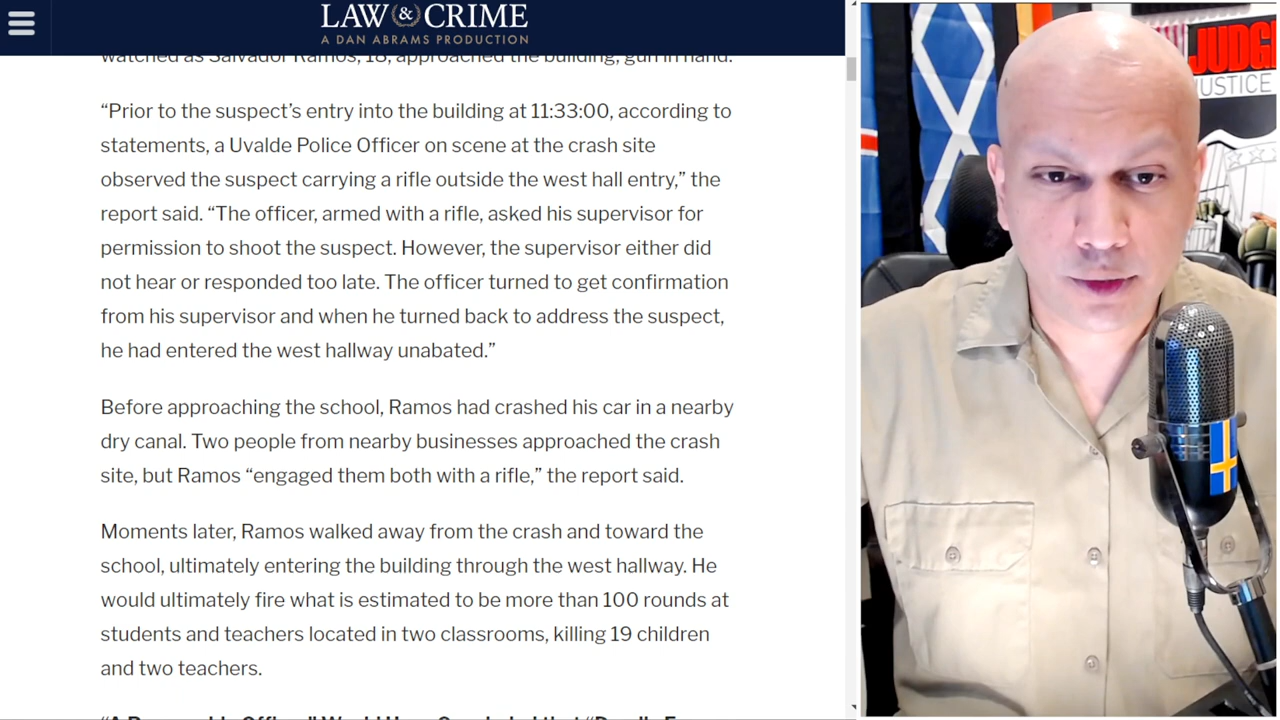 LAW & CRIME
A DAN ABRAMS PRODUCTION
watched as Salvador Ramos, 18, approached the building, gun in hand.
“Prior to the suspect’s entry into the building at 11:33:00, according to
statements, a Uvalde Police Officer on scene at the crash site
observed the suspect carrying a rifle outside the west hall entry,” the
report said. “The officer, armed with a rifle, asked his supervisor for
permission to shoot the suspect. However, the supervisor either did
not hear or responded too late. The officer turned to get confirmation
from his supervisor and when he turned back to address the suspect,
he had entered the west hallway unabated.”
Before approaching the school, Ramos had crashed his car in a nearby
dry canal. Two people from nearby businesses approached the crash
site, but Ramos “engaged them both with a rifle,” the report said.
Moments later, Ramos walked away from the crash and toward the
school, ultimately entering the building through the west hallway. He
would ultimately fire what is estimated to be more than 100 rounds at
students and teachers located in two classrooms, killing 19 children
and two teachers.
JUDGE
JUSTICE